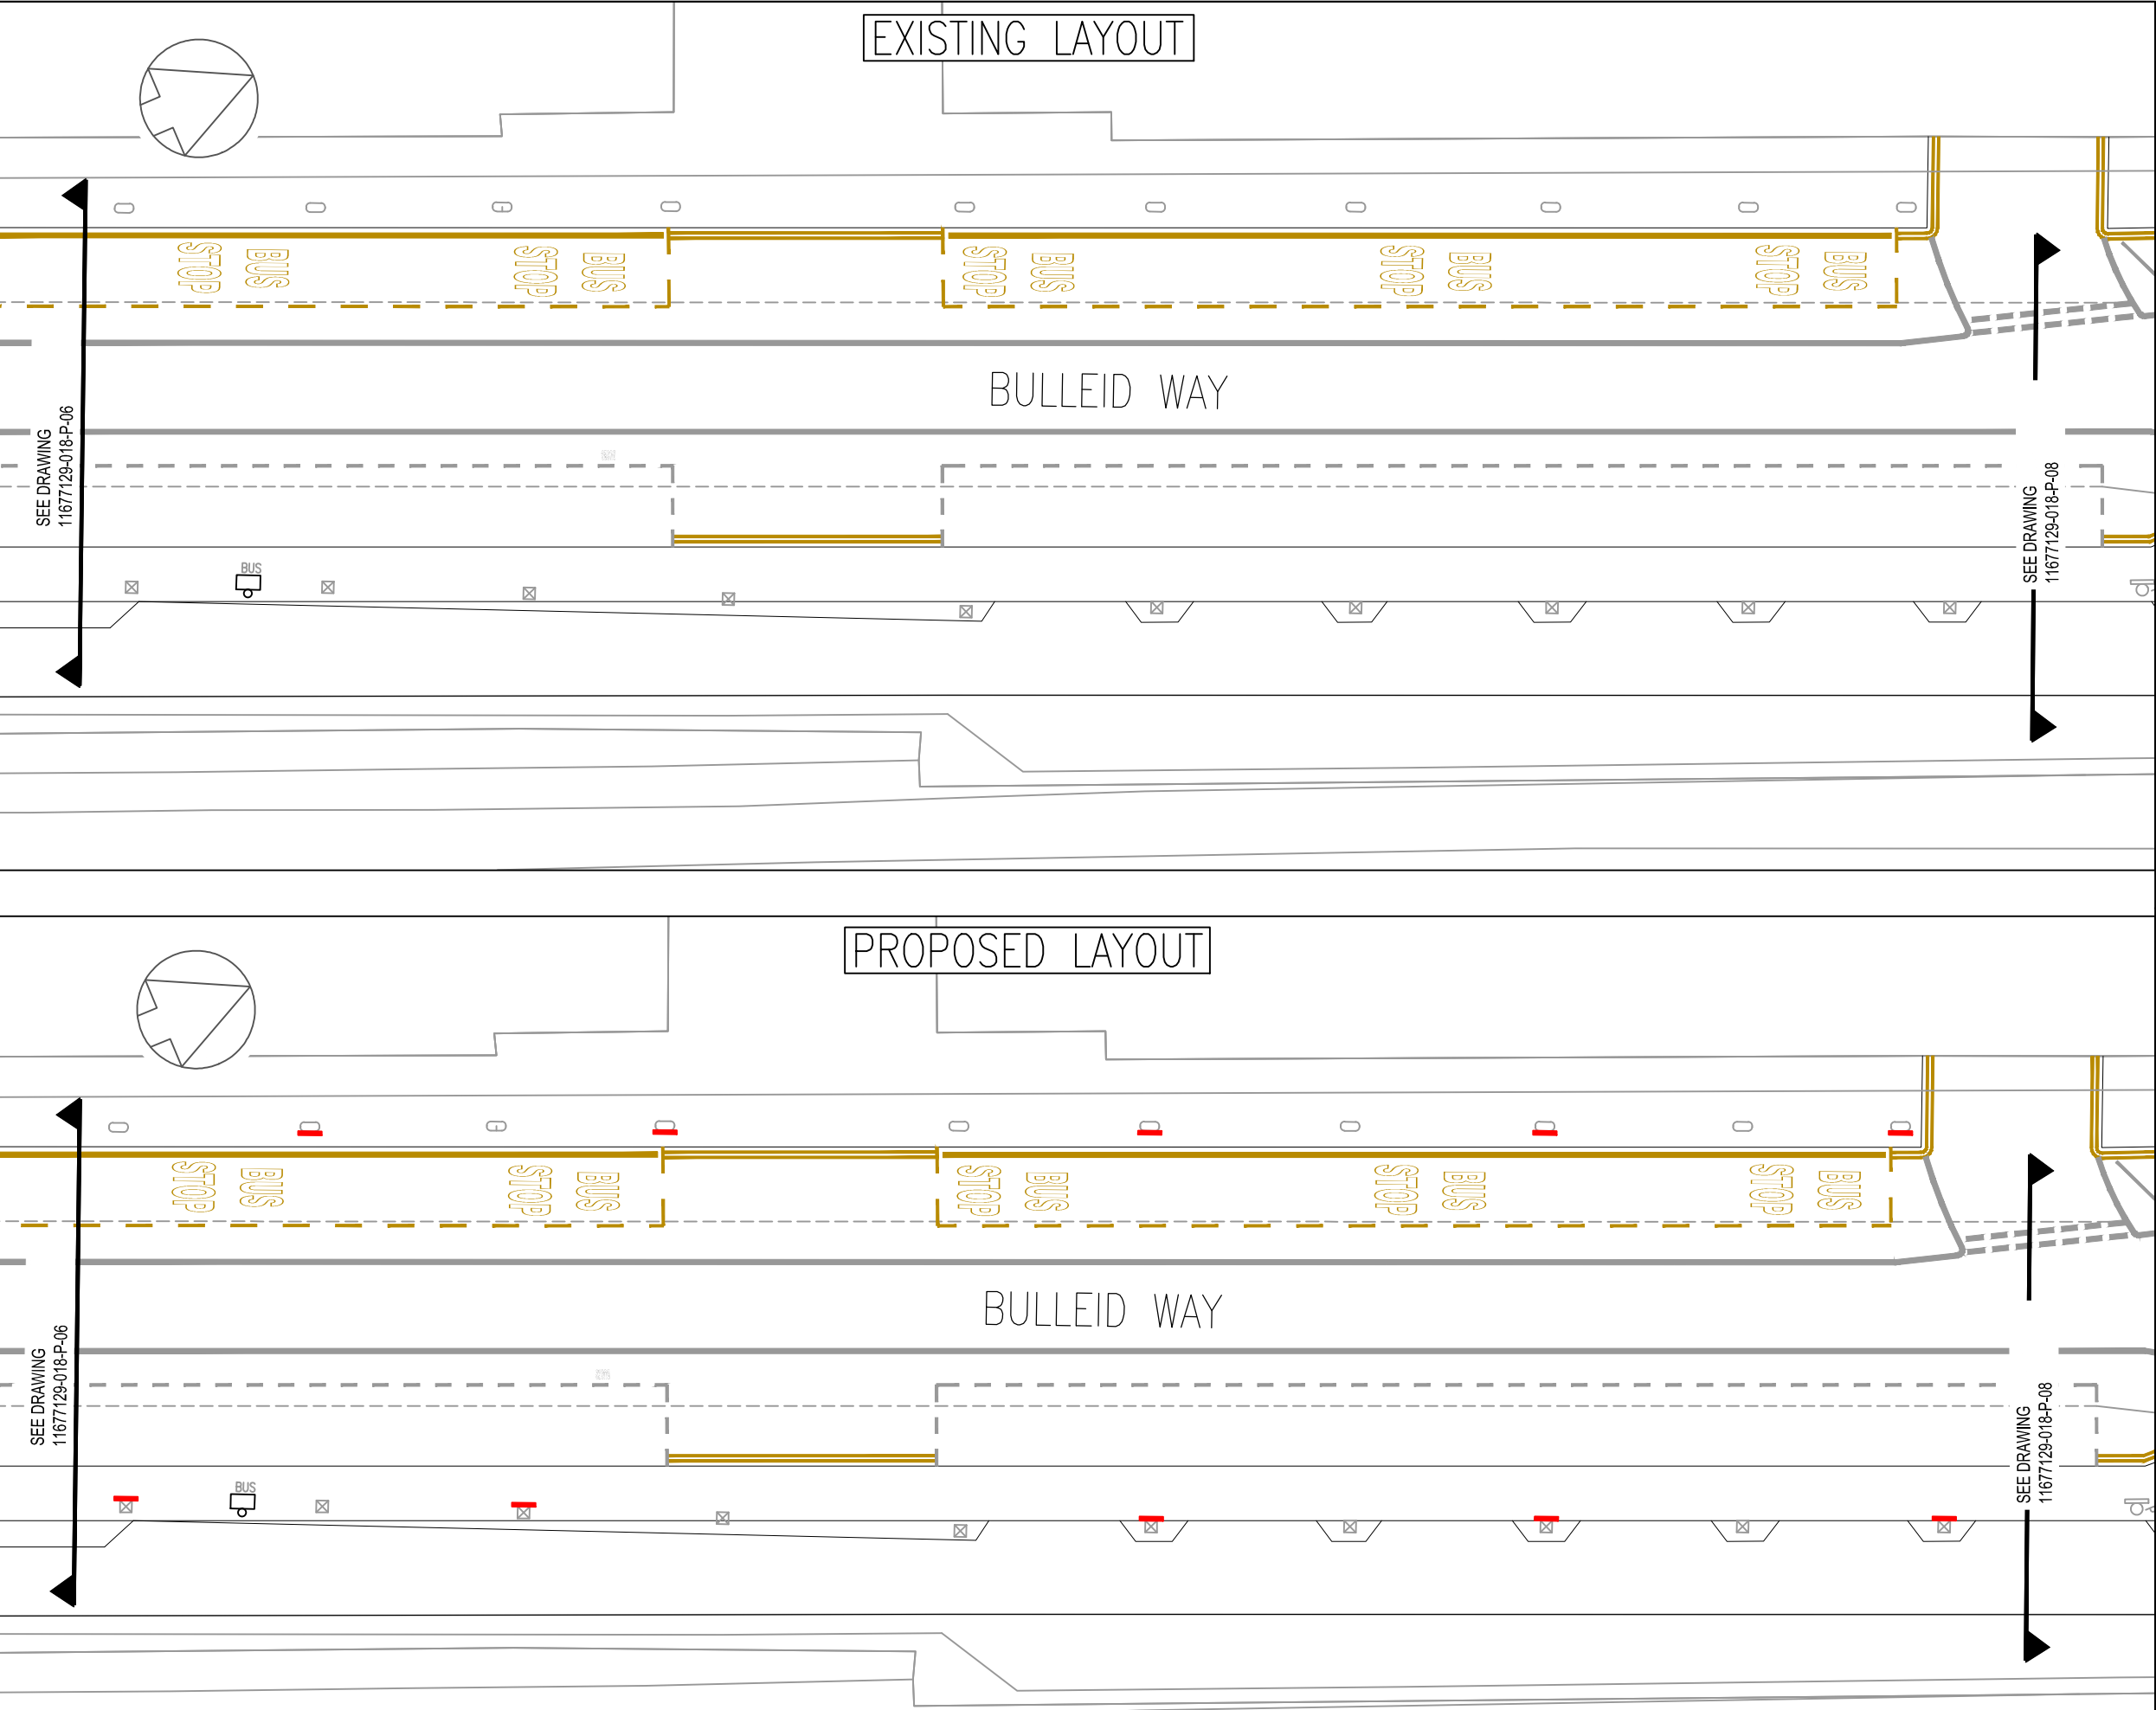 EXISTING LAYOUT
STOP
BUS
STOP
BUS
STOP
BUS
STOP
BUS
STOP
BUS
BULLEID WAY
SEE DRAWING
11677129-018-P-06
SEE DRAWING
11677129-018-P-08
BUS
PROPOSED LAYOUT
STOP
BUS
STOP
BUS
STOP
BUS
STOP
BUS
STOP
BUS
BULLEID WAY
SEE DRAWING
11677129-018-P-06
SEE DRAWING
11677129-018-P-08
BUS